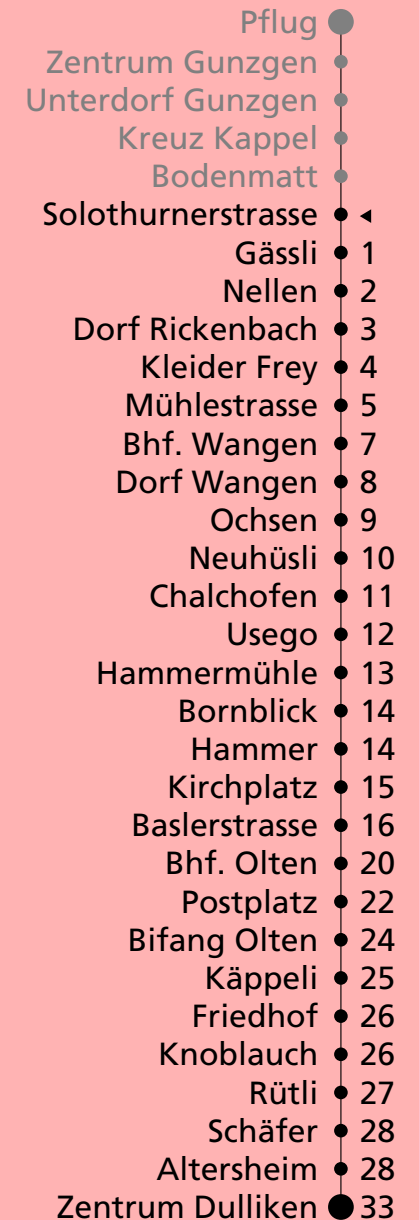 Pflug
Zentrum Gunzgen
Unterdorf Gunzgen
Kreuz Kappel
Bodenmatt
Solothurnerstrasse
Gässli 1
Nellen 2
Dorf Rickenbach 3
Kleider Frey 4
Mühlestrasse 5
Bhf. Wangen 7
Dorf Wangen 8
Ochsen 9
Neuhüsli 10
Chalchofen 11
Usego 12
Hammermühle 13
Bornblick 14
Hammer 14
Kirchplatz 15
Baslerstrasse 16
Bhf. Olten 20
Postplatz 22
Bifang Olten 24
Käppeli 25
Friedhof 26
Knoblauch 26
Rütli 27
Schäfer 28
Altersheim 28
Zentrum Dulliken 33